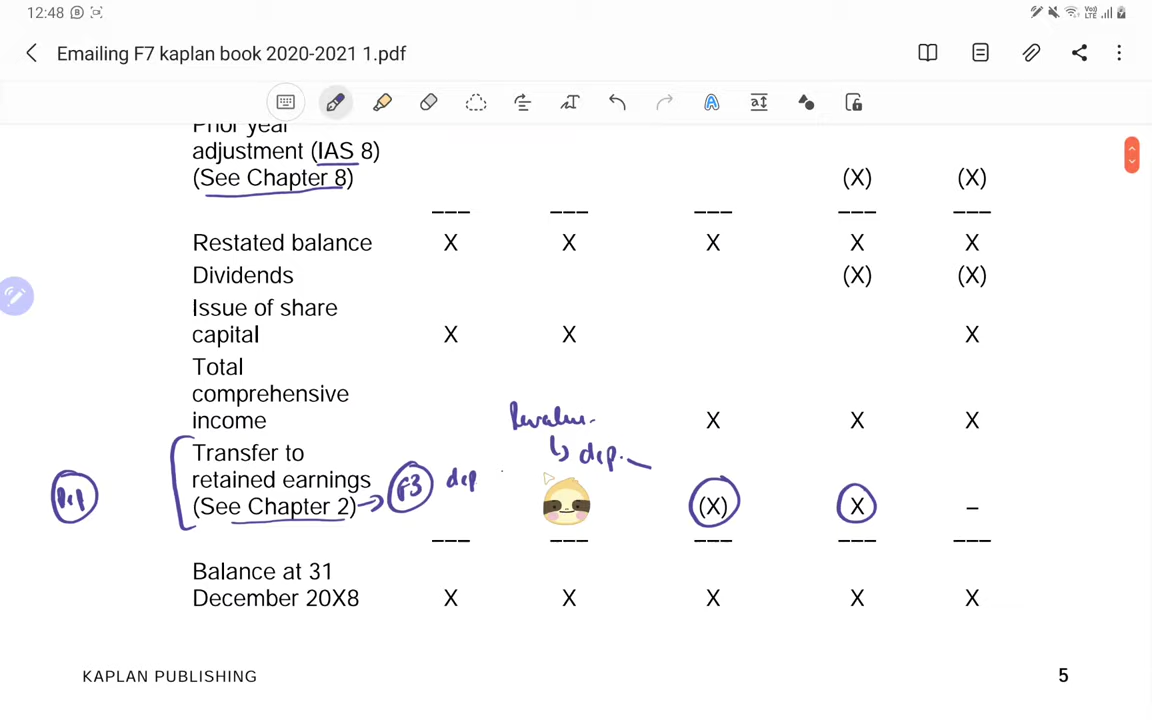 12:48
Emailing F7 kaplan book 2020-2021 1.pdf
Prior year
adjustment (IAS 8)
(See Chapter 8) (X) (X)
Restated balance X X X X X
Dividends (X) (X)
Issue of share
capital X X X
Total
comprehensive
income X X X
dep.
Transfer to
retained earnings F3 dep
(See Chapter 2) (X) X –
Balance at 31
December 20X8 X X X X X
KAPLAN PUBLISHING 5